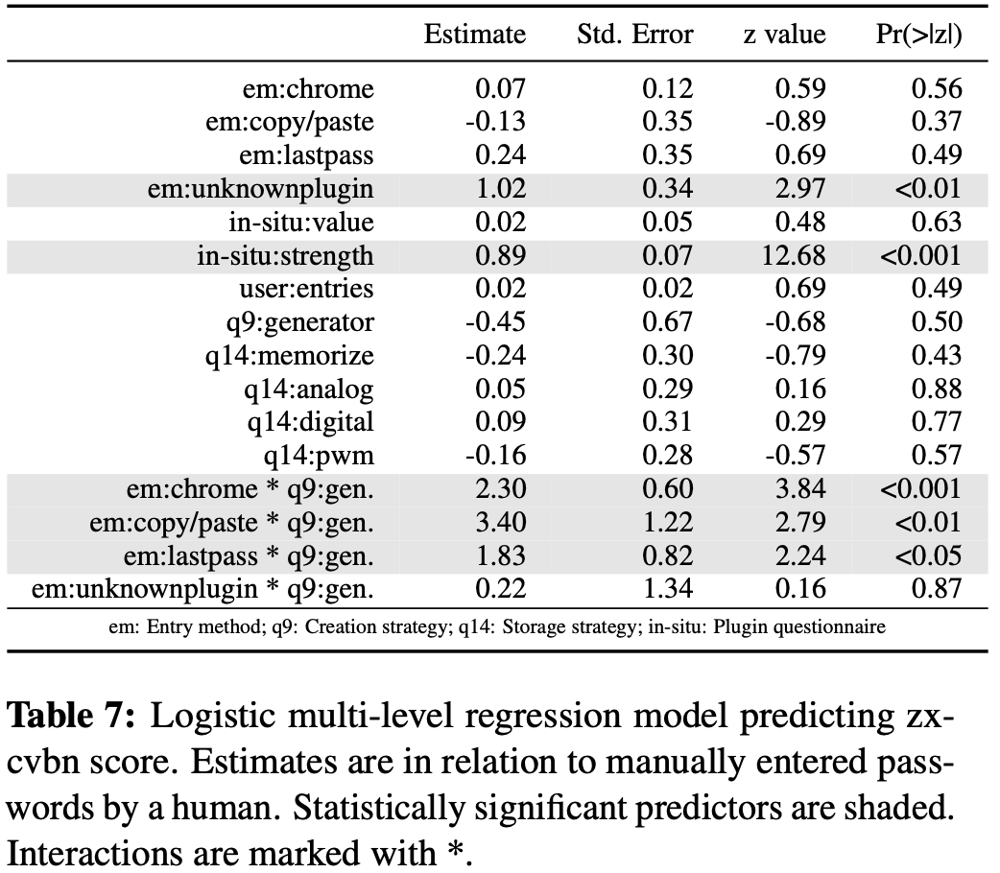 Estimate Std. Error z value Pr(>|z|)
em:chrome 0.07 0.12 0.59 0.56
em:copy/paste -0.13 0.35 -0.89 0.37
em:lastpass 0.24 0.35 0.69 0.49
em:unknownplugin 1.02 0.34 2.97 <0.01
in-situ:value 0.02 0.05 0.48 0.63
in-situ:strength 0.89 0.07 12.68 <0.001
user:entries 0.02 0.02 0.69 0.49
q9:generator -0.45 0.67 -0.68 0.50
q14:memorize -0.24 0.30 -0.79 0.43
q14:analog 0.05 0.29 0.16 0.88
q14:digital 0.09 0.31 0.29 0.77
q14:pwm -0.16 0.28 -0.57 0.57
em:chrome * q9:gen. 2.30 0.60 3.84 <0.001
em:copy/paste * q9:gen. 3.40 1.22 2.79 <0.01
em:lastpass * q9:gen. 1.83 0.82 2.24 <0.05
em:unknownplugin * q9:gen. 0.22 1.34 0.16 0.87
em: Entry method; q9: Creation strategy; q14: Storage strategy; in-situ: Plugin questionnaire
Table 7: Logistic multi-level regression model predicting zx-
cvbn score. Estimates are in relation to manually entered pass-
words by a human. Statistically significant predictors are shaded.
Interactions are marked with *.